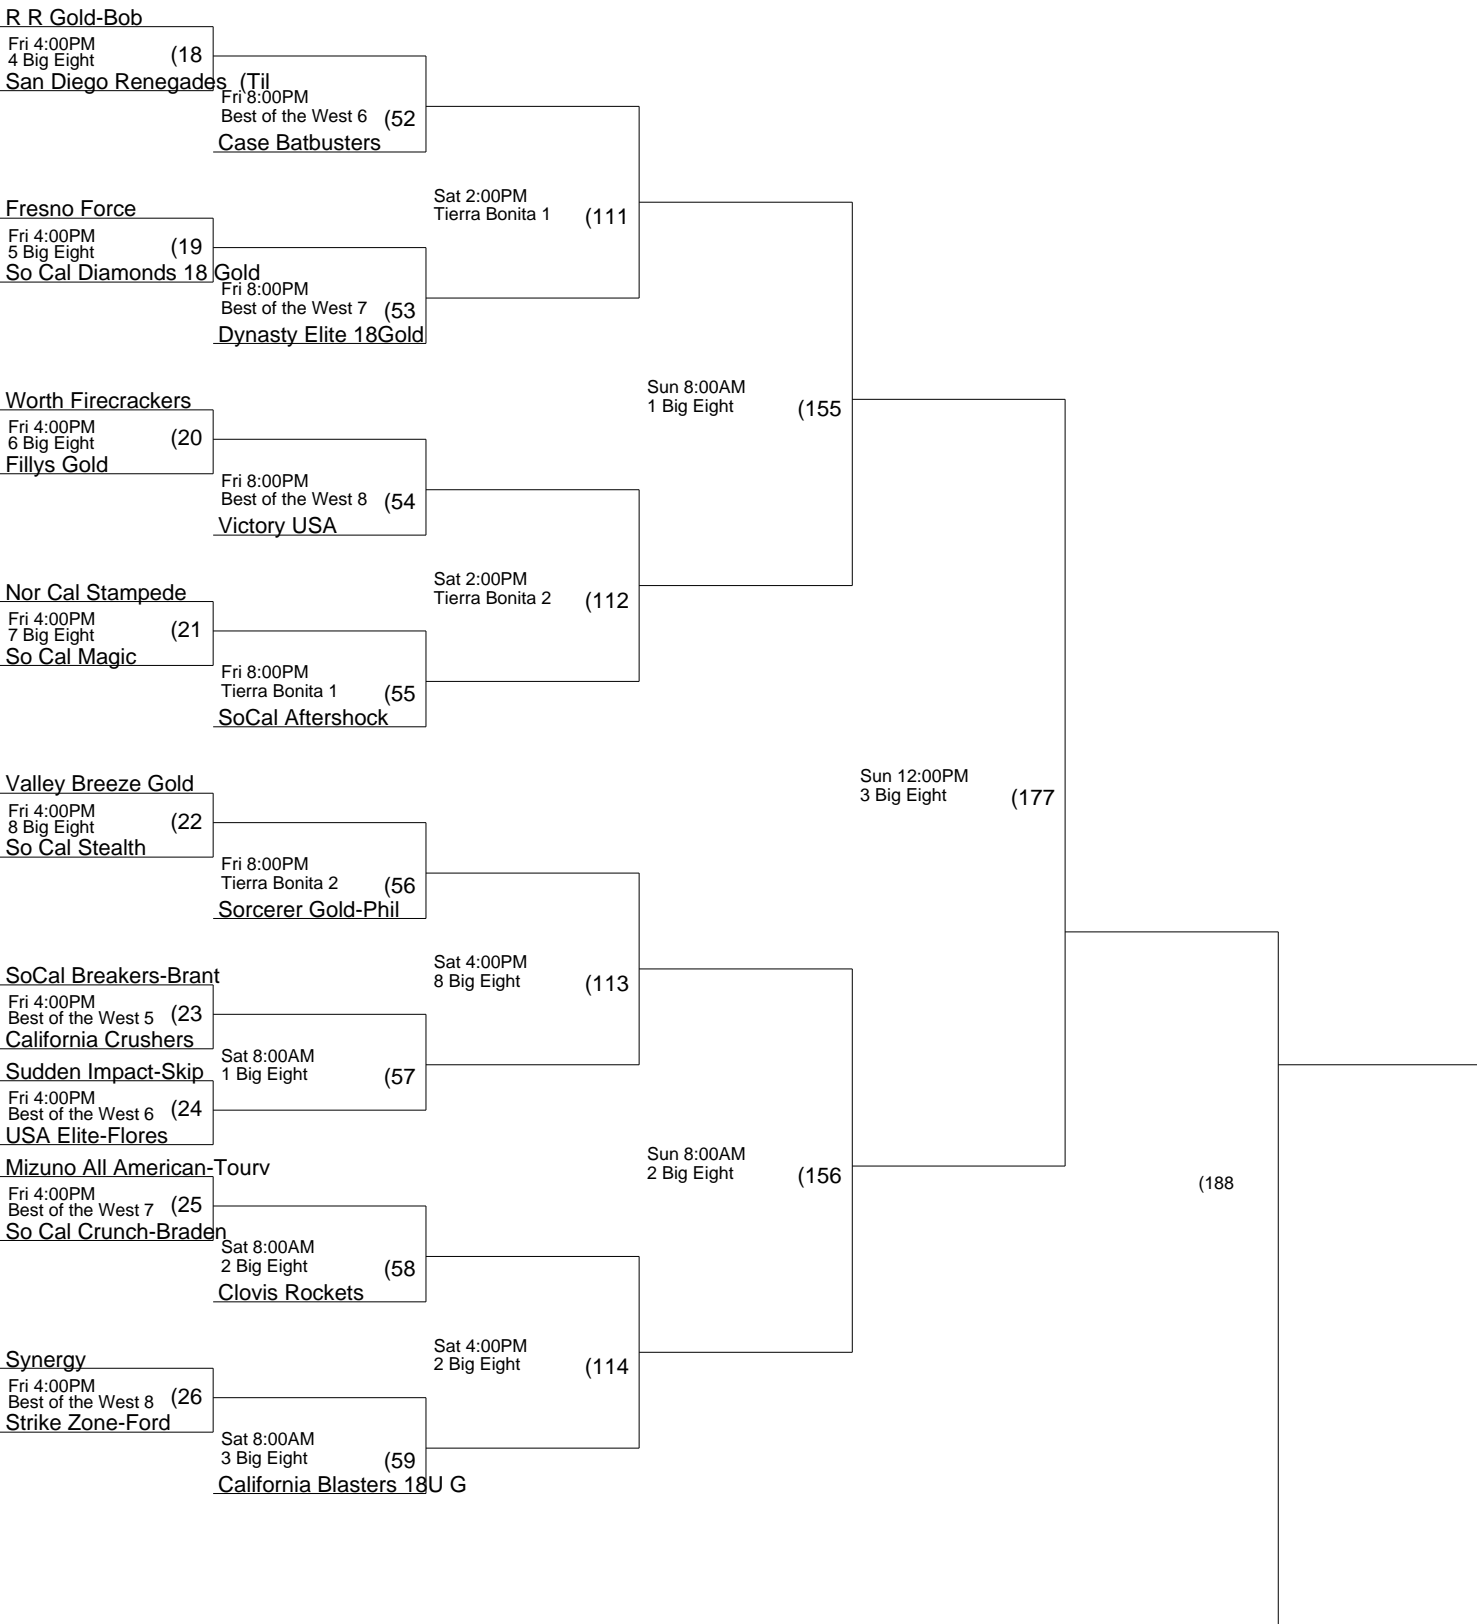 R R Gold-Bob
Fri 4:00PM
4 Big Eight
(18
San Diego Renegades (Til
Fri 8:00PM
Best of the West 6
(52
Case Batbusters
Sat 2:00PM
Tierra Bonita 1
(111
Fresno Force
Fri 4:00PM
5 Big Eight
(19
So Cal Diamonds 18 Gold
Fri 8:00PM
Best of the West 7
(53
Dynasty Elite 18Gold
Sun 8:00AM
1 Big Eight
(155
Worth Firecrackers
Fri 4:00PM
6 Big Eight
(20
Fillys Gold
Fri 8:00PM
Best of the West 8
(54
Victory USA
Sat 2:00PM
Tierra Bonita 2
(112
Nor Cal Stampede
Fri 4:00PM
7 Big Eight
(21
So Cal Magic
Fri 8:00PM
Tierra Bonita 1
(55
SoCal Aftershock
Sun 12:00PM
3 Big Eight
(177
Valley Breeze Gold
Fri 4:00PM
8 Big Eight
(22
So Cal Stealth
Fri 8:00PM
Tierra Bonita 2
(56
Sorcerer Gold-Phil
Sat 4:00PM
8 Big Eight
(113
SoCal Breakers-Brant
Fri 4:00PM
Best of the West 5
(23
California Crushers
Sat 8:00AM
1 Big Eight
(57
Sudden Impact-Skip
Fri 4:00PM
Best of the West 6
(24
USA Elite-Flores
Sun 8:00AM
2 Big Eight
(156
(188
Mizuno All American-Tourv
Fri 4:00PM
Best of the West 7
(25
So Cal Crunch-Braden
Sat 8:00AM
2 Big Eight
(58
Clovis Rockets
Sat 4:00PM
2 Big Eight
(114
Synergy
Fri 4:00PM
Best of the West 8
(26
Strike Zone-Ford
Sat 8:00AM
3 Big Eight
(59
California Blasters 18U G